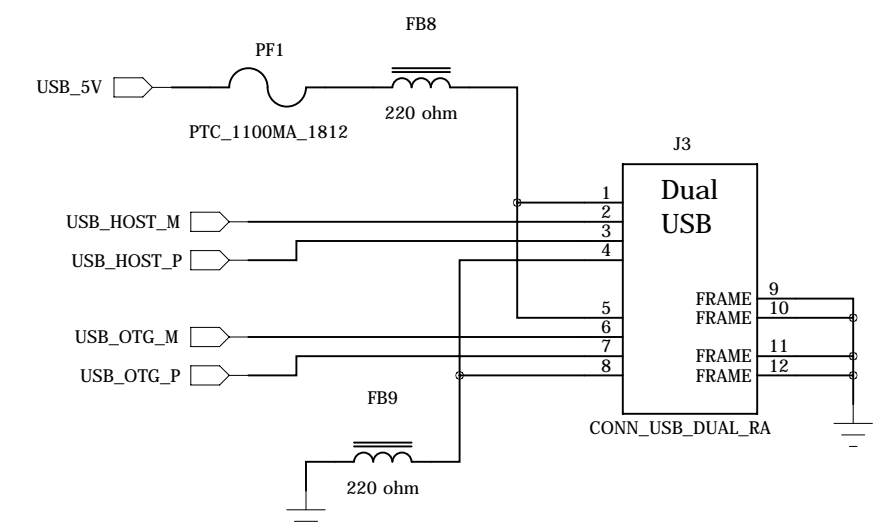 FB8
PF1
USB_5V
220 ohm
PTC_1100MA_1812
J3
Dual
USB
1
2
3
4
USB_HOST_M
USB_HOST_P
FRAME 9
FRAME 10
5
6
7
8
USB_OTG_M
USB_OTG_P
FRAME 11
FRAME 12
FB9
CONN_USB_DUAL_RA
220 ohm